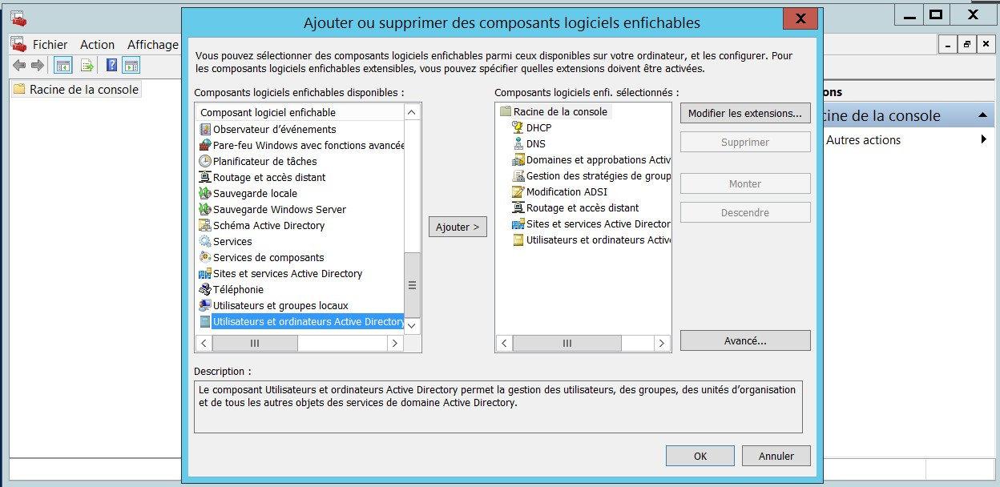 Ajouter ou supprimer des composants logiciels enfichables
Fichier Action Affichage
Racine de la console
Vous pouvez sélectionner des composants logiciels enfichables parmi ceux disponibles sur votre ordinateur, et les configurer. Pour
les composants logiciels enfichables extensibles, vous pouvez spécifier quelles extensions doivent être activées.
Composants logiciels enfichables disponibles :
Composant logiciel enfichable
Observateur d'événements
Pare-feu Windows avec fonctions avancée
Planificateur de tâches
Routage et accès distant
Sauvegarde locale
Sauvegarde Windows Server
Schéma Active Directory
Services
Services de composants
Sites et services Active Directory
Téléphonie
Utilisateurs et groupes locaux
Utilisateurs et ordinateurs Active Directory
Ajouter >
Composants logiciels enfi. sélectionnés :
Racine de la console
DHCP
DNS
Domaines et approbations Activ
Gestion des stratégies de group
Modification ADSI
Routage et accès distant
Sites et services Active Director
Utilisateurs et ordinateurs Active
Modifier les extensions...
Supprimer
Monter
Descendre
Avancé...
Description :
Le composant Utilisateurs et ordinateurs Active Directory permet la gestion des utilisateurs, des groupes, des unités d'organisation
et de tous les autres objets des services de domaine Active Directory.
OK
Annuler
ons
cine de la console
Autres actions